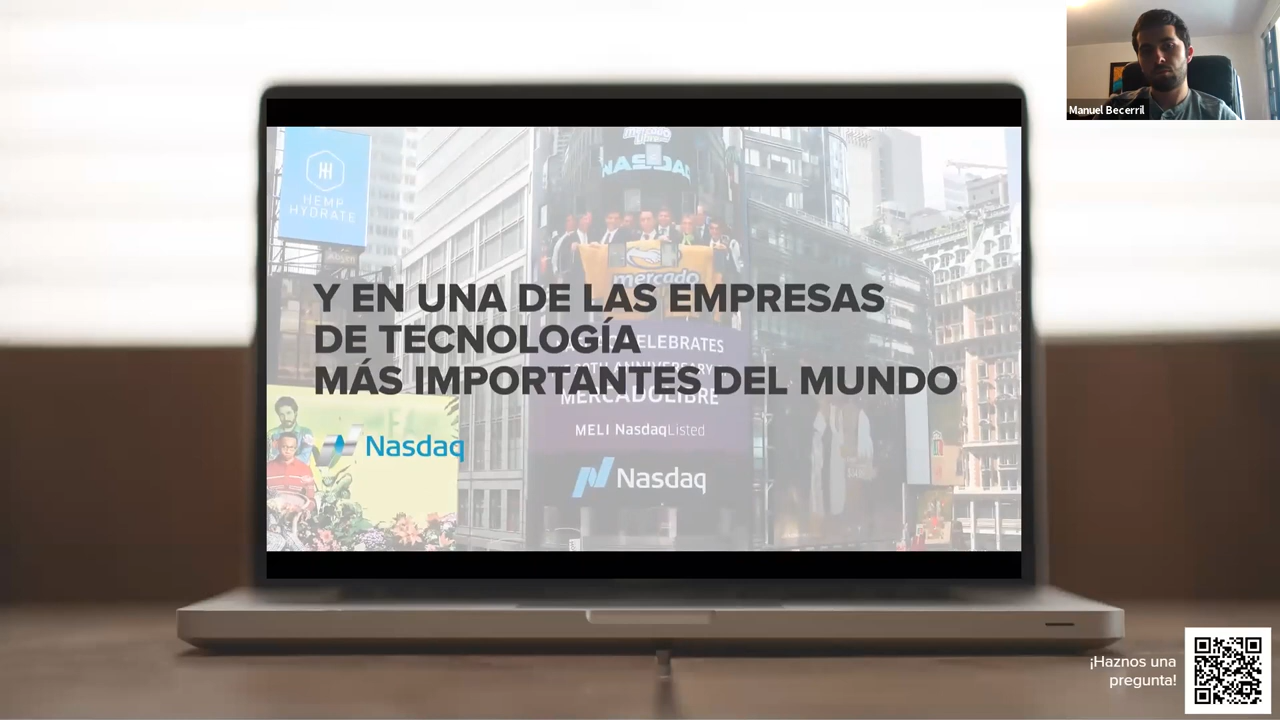 Manuel Becerril
mercado
NASDAQ
HEMP
HYDRATE
mercado
Y EN UNA DE LAS EMPRESAS
DE TECNOLOGÍA
CELEBRATES
ANNIVERSARY
MÁS IMPORTANTES DEL MUNDO
MERCADOLIBRE
MELI NasdaqListed
Nasdaq
Nasdaq
¡Haznos una
pregunta!